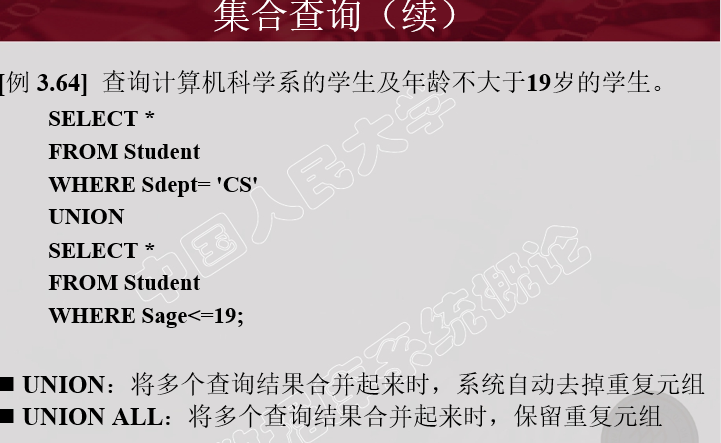 集合查询（续）
[例 3.64] 查询计算机科学系的学生及年龄不大于19岁的学生。
SELECT *
FROM Student
WHERE Sdept= 'CS'
UNION
SELECT *
FROM Student
WHERE Sage<=19;
■ UNION：将多个查询结果合并起来时，系统自动去掉重复元组
■ UNION ALL：将多个查询结果合并起来时，保留重复元组
中国人民大学
据库系统概论